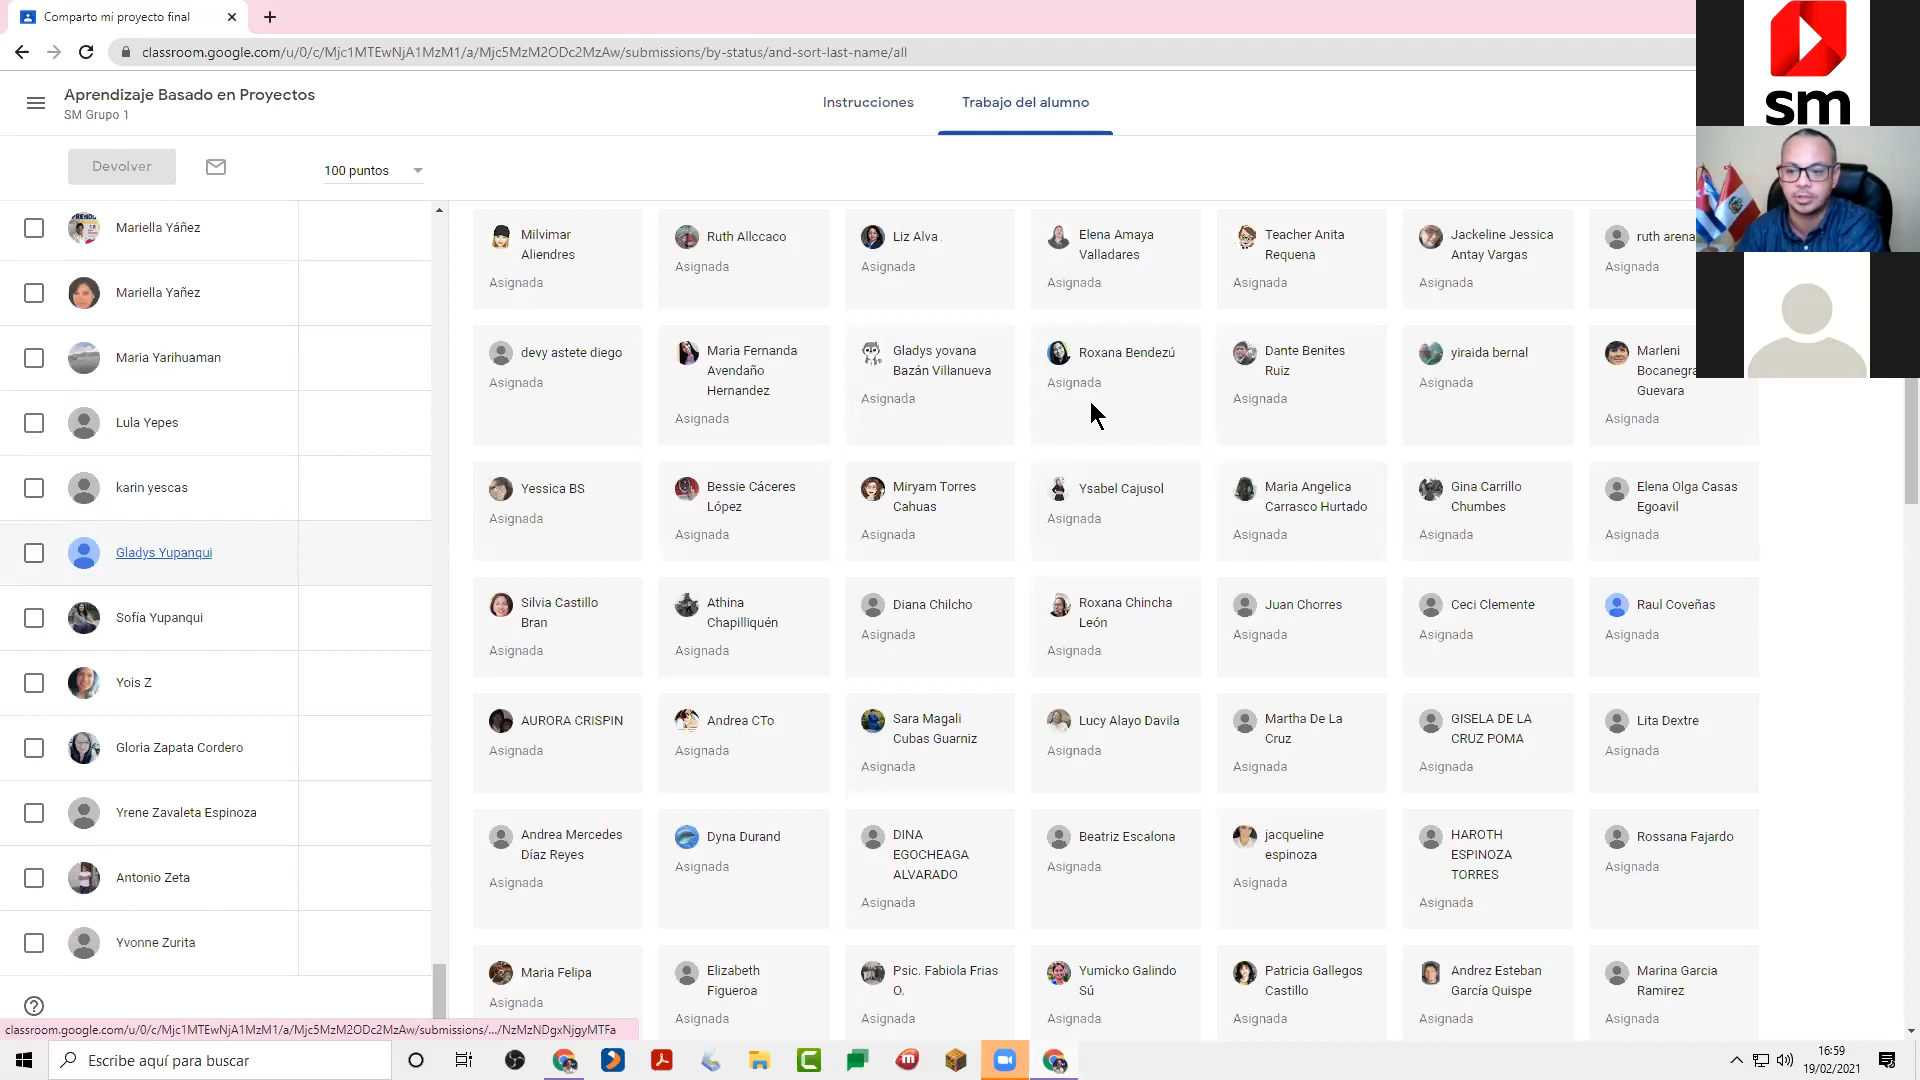 Comparto mi proyecto final
classroom.google.com/u/0/c/Mjc1MTEwNjA1MzM1/a/Mjc5MzM2ODc2MzAw/submissions/by-status/and-sort-last-name/all
Aprendizaje Basado en Proyectos
SM Grupo 1
Instrucciones
Trabajo del alumno
sm
Devolver
100 puntos
Mariella Yáñez
Mariella Yañez
Maria Yarihuaman
Lula Yepes
karin yescas
Gladys Yupanqui
Sofía Yupanqui
Yois Z
Gloria Zapata Cordero
Yrene Zavaleta Espinoza
Antonio Zeta
Yvonne Zurita
Milvimar
Aliendres
Asignada
Ruth Allccaco
Asignada
Liz Alva .
Asignada
Elena Amaya
Valladares
Asignada
Teacher Anita
Requena
Asignada
Jackeline Jessica
Antay Vargas
Asignada
ruth arena
Asignada
devy astete diego
Asignada
Maria Fernanda
Avendaño
Hernandez
Asignada
Gladys yovana
Bazán Villanueva
Asignada
Roxana Bendezú
Asignada
Dante Benites
Ruiz
Asignada
yiraida bernal
Asignada
Marleni
Bocanegra
Guevara
Asignada
Yessica BS
Asignada
Bessie Cáceres
López
Asignada
Miryam Torres
Cahuas
Asignada
Ysabel Cajusol
Asignada
Maria Angelica
Carrasco Hurtado
Asignada
Gina Carrillo
Chumbes
Asignada
Elena Olga Casas
Egoavil
Asignada
Silvia Castillo
Bran
Asignada
Athina
Chapilliquén
Asignada
Diana Chilcho
Asignada
Roxana Chincha
León
Asignada
Juan Chorres
Asignada
Ceci Clemente
Asignada
Raul Coveñas
Asignada
AURORA CRISPIN
Asignada
Andrea CTo
Asignada
Sara Magali
Cubas Guarniz
Asignada
Lucy Alayo Davila
Asignada
Martha De La
Cruz
Asignada
GISELA DE LA
CRUZ POMA
Asignada
Lita Dextre
Asignada
Andrea Mercedes
Díaz Reyes
Asignada
Dyna Durand
Asignada
DINA
EGOCHEAGA
ALVARADO
Asignada
Beatriz Escalona
Asignada
jacqueline
espinoza
Asignada
HAROTH
ESPINOZA
TORRES
Asignada
Rossana Fajardo
Asignada
Maria Felipa
Asignada
Elizabeth
Figueroa
Asignada
Psic. Fabiola Frias
O.
Asignada
Yumicko Galindo
Sú
Asignada
Patricia Gallegos
Castillo
Asignada
Andrez Esteban
García Quispe
Asignada
Marina Garcia
Ramirez
Asignada
classroom.google.com/u/0/c/Mjc1MTEwNjA1MzM1/a/Mjc5MzM2ODc2MzAw/submissions/.../NzMzNDgxNjgyMTFa
Escribe aquí para buscar
16:59
19/02/2021